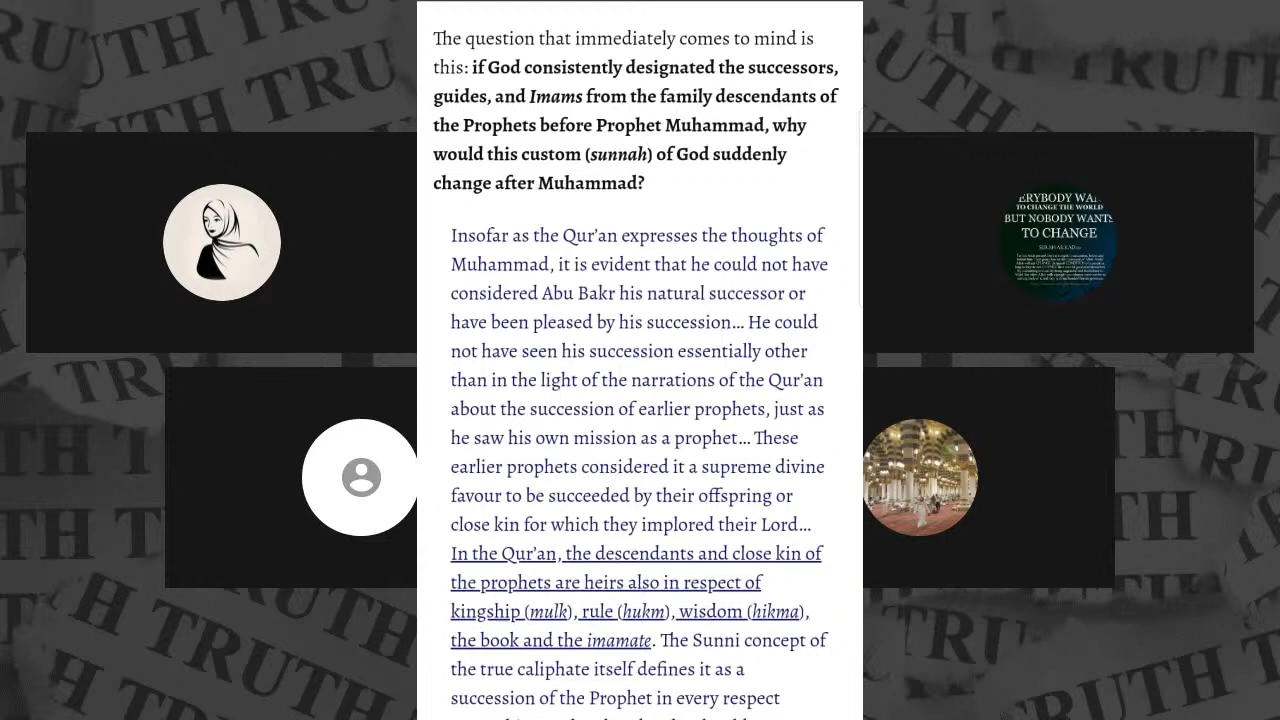 The question that immediately comes to mind is
this: if God consistently designated the successors,
guides, and Imams from the family descendants of
the Prophets before Prophet Muhammad, why
would this custom (sunnah) of God suddenly
change after Muhammad?
Insofar as the Qur’an expresses the thoughts of
Muhammad, it is evident that he could not have
considered Abu Bakr his natural successor or
have been pleased by his succession… He could
not have seen his succession essentially other
than in the light of the narrations of the Qur’an
about the succession of earlier prophets, just as
he saw his own mission as a prophet… These
earlier prophets considered it a supreme divine
favour to be succeeded by their offspring or
close kin for which they implored their Lord…
In the Qur’an, the descendants and close kin of
the prophets are heirs also in respect of
kingship (mulk), rule (hukm), wisdom (hikma),
the book and the imamate. The Sunni concept of
the true caliphate itself defines it as a
succession of the Prophet in every respect
ERYBODY WA
TO CHANGE THE WORLD
BUT NOBODY WANTS
TO CHANGE
TRUTH
TRUTH
TRUTH
TRUTH